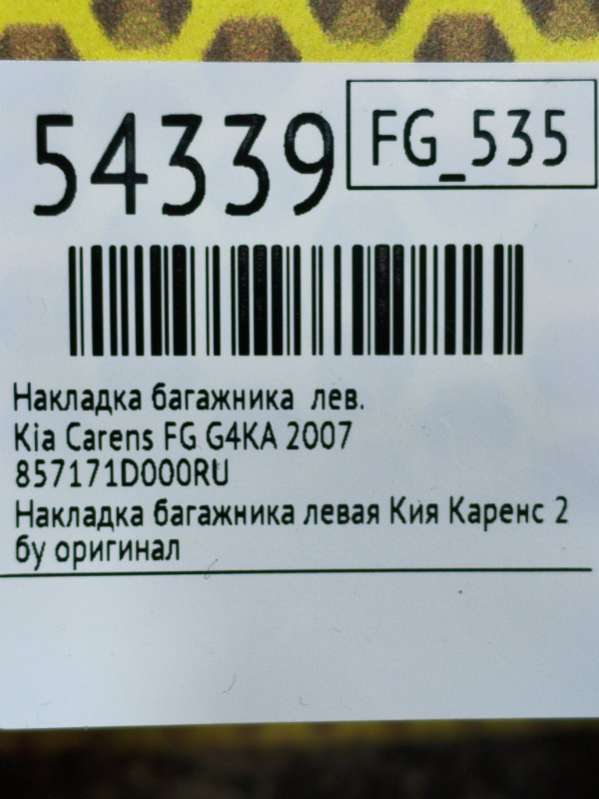 54339
FG_535
Накладка багажника лев.
Kia Carens FG G4KA 2007
857171D000RU
Накладка багажника левая Кия Каренс 2
бу оригинал